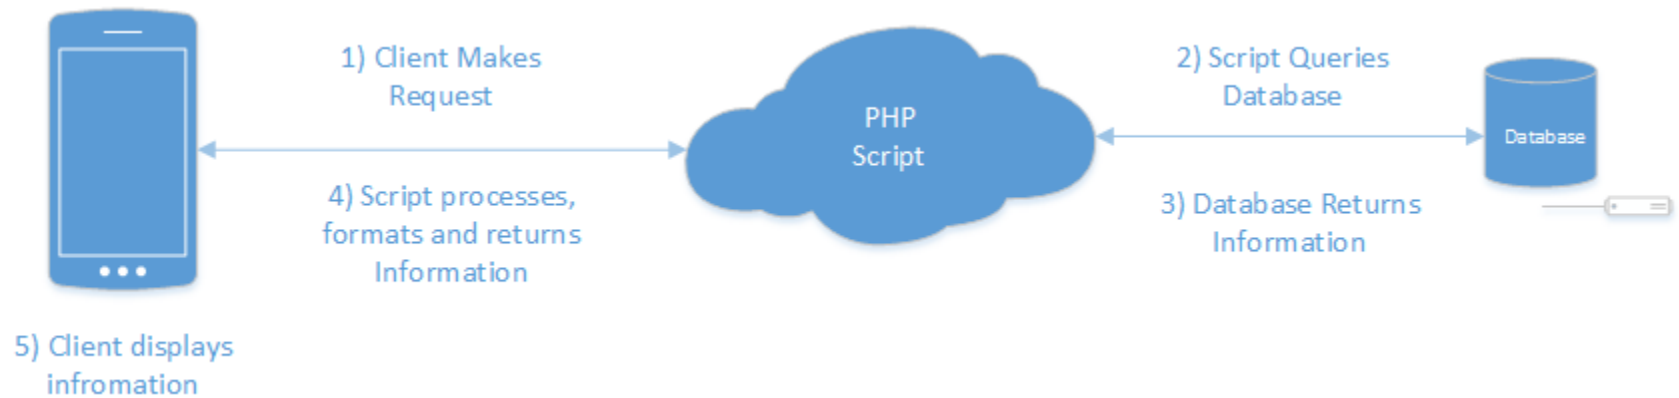 1) Client Makes
Request
2) Script Queries
Database
PHP
Script
Database
4) Script processes,
formats and returns
Information
3) Database Returns
Information
5) Client displays
infromation